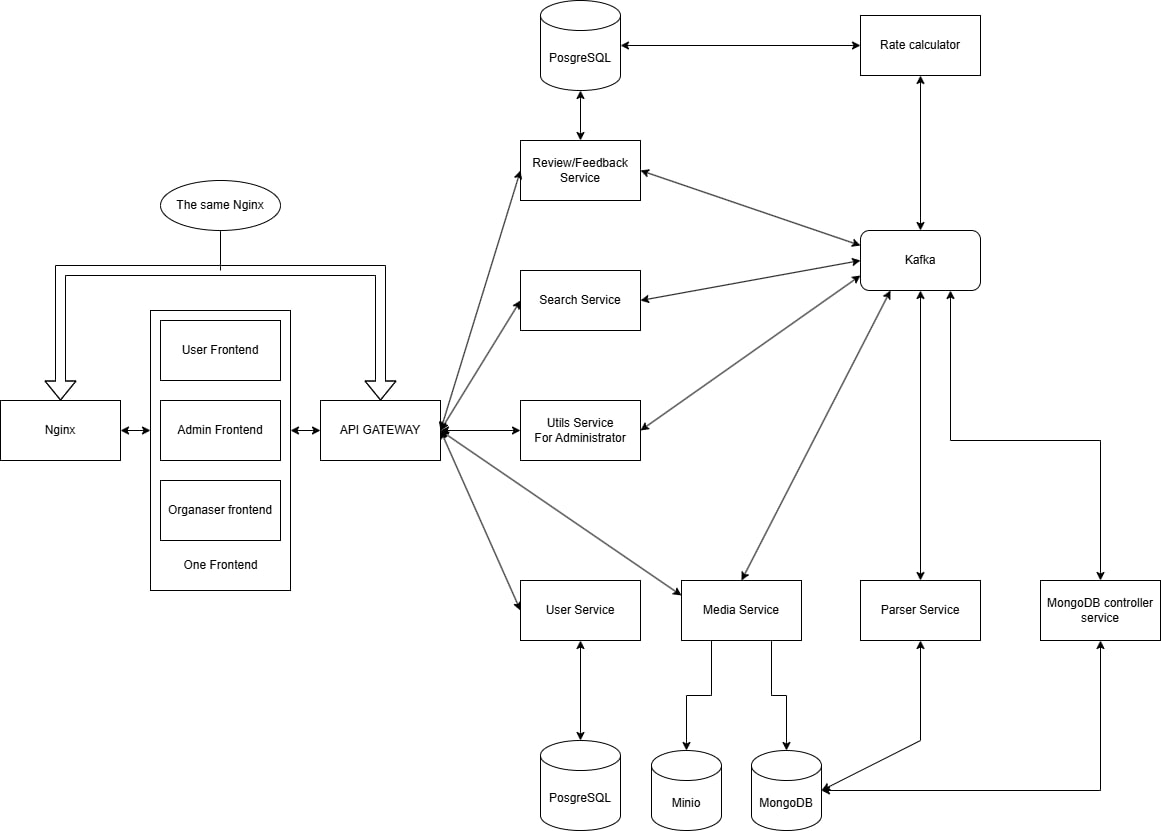 PosgreSQL
Rate calculator
Review/Feedback
Service
The same Nginx
Kafka
Search Service
User Frontend
Nginx
Admin Frontend
API GATEWAY
Utils Service
For Administrator
Organaser frontend
One Frontend
User Service
Media Service
Parser Service
MongoDB controller
service
PosgreSQL
Minio
MongoDB